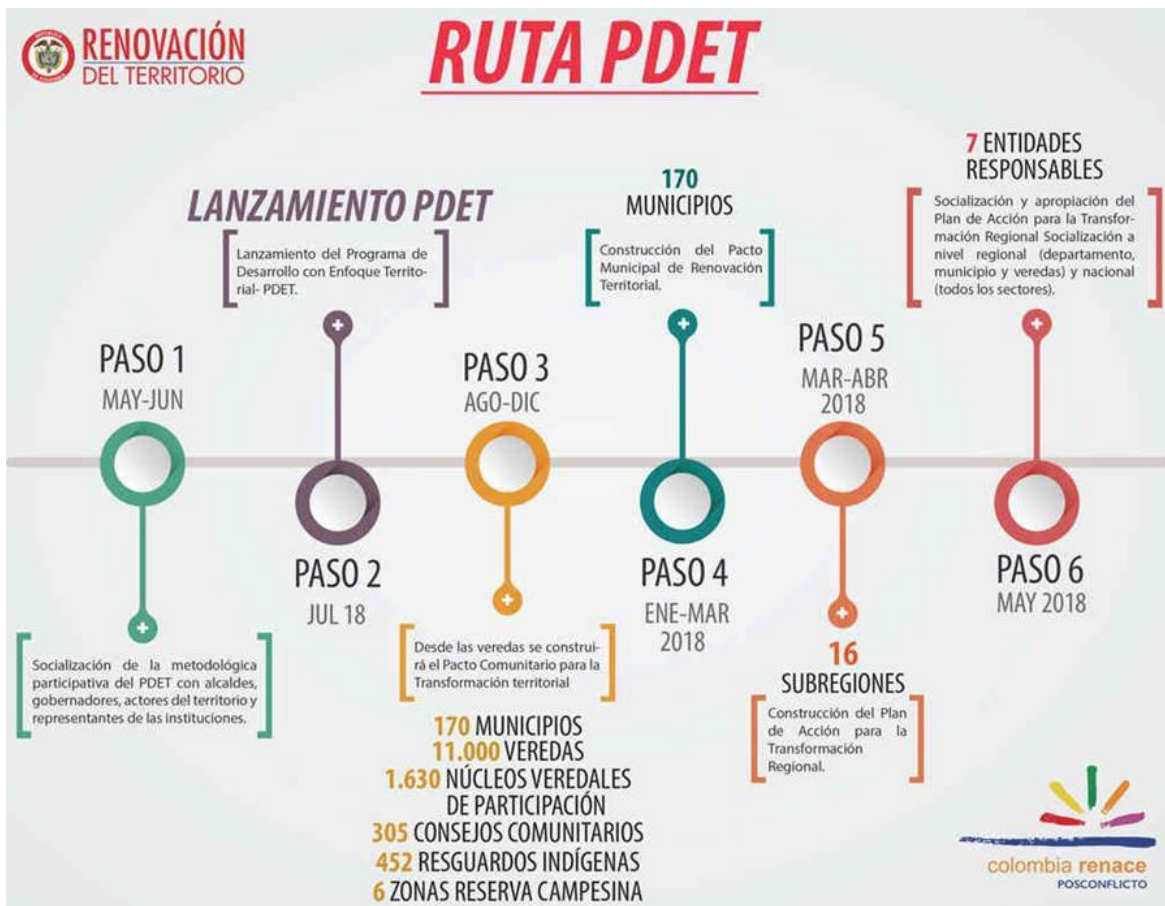 RENOVACIÓN
DEL TERRITORIO
RUTA PDET
PASO 1
MAY-JUN
Socialización de la metodológica
participativa del PDET con alcaldes,
gobernadores, actores del territorio y
representantes de las instituciones.
LANZAMIENTO PDET
Lanzamiento del Programa de
Desarrollo con Enfoque Territo-
rial- PDET.
PASO 2
JUL 18
PASO 3
AGO-DIC
Desde las veredas se construi-
rá el Pacto Comunitario para la
Transformación territorial
170 MUNICIPIOS
11.000 VEREDAS
1.630 NÚCLEOS VEREDALES
DE PARTICIPACIÓN
305 CONSEJOS COMUNITARIOS
452 RESGUARDOS INDÍGENAS
6 ZONAS RESERVA CAMPESINA
170
MUNICIPIOS
Construcción del Pacto
Municipal de Renovación
Territorial.
PASO 4
ENE-MAR
2018
PASO 5
MAR-ABR
2018
16
SUBREGIONES
Construcción del Plan
de Acción para la
Transformación
Regional.
7 ENTIDADES
RESPONSABLES
Socialización y apropiación del
Plan de Acción para la Transfor-
mación Regional Socialización a
nivel regional (departamento,
municipio y veredas) y nacional
(todos los sectores).
PASO 6
MAY 2018
colombia renace
POSCONFLICTO